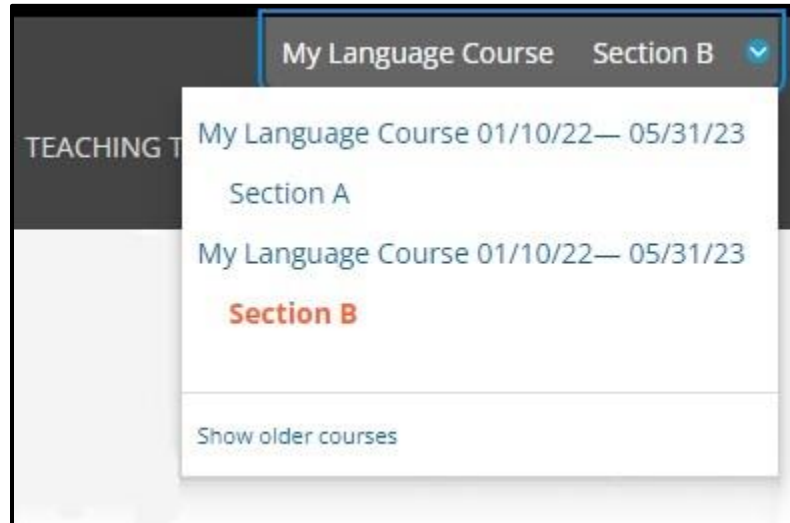 My Language Course Section B
TEACHING T
My Language Course 01/10/22— 05/31/23
Section A
My Language Course 01/10/22— 05/31/23
Section B
Show older courses